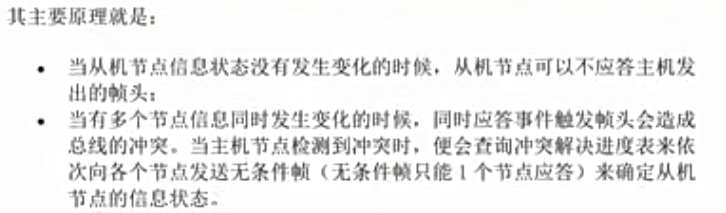 其主要原理就是：
• 当从机节点信息状态没有发生变化的时候，从机节点可以不应答主机发
出的帧头；
• 当有多个节点信息同时发生变化的时候，同时应答事件触发帧头会造成
总线的冲突。当主机节点检测到冲突时，便会查询冲突解决进度表来依
次向各个节点发送无条件帧（无条件帧只能 1 个节点应答）来确定从机
节点的信息状态。